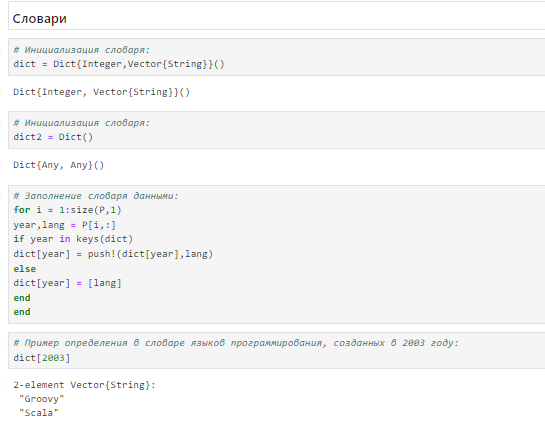 Словари
# Инициализация словаря:
dict = Dict{Integer,Vector{String}}()
Dict{Integer, Vector{String}}()
# Инициализация словаря:
dict2 = Dict()
Dict{Any, Any}()
# Заполнение словаря данными:
for i = 1:size(P,1)
year,lang = P[i,:]
if year in keys(dict)
dict[year] = push!(dict[year],lang)
else
dict[year] = [lang]
end
end
# Пример определения в словаре языков программирования, созданных в 2003 году:
dict[2003]
2-element Vector{String}:
"Groovy"
"Scala"